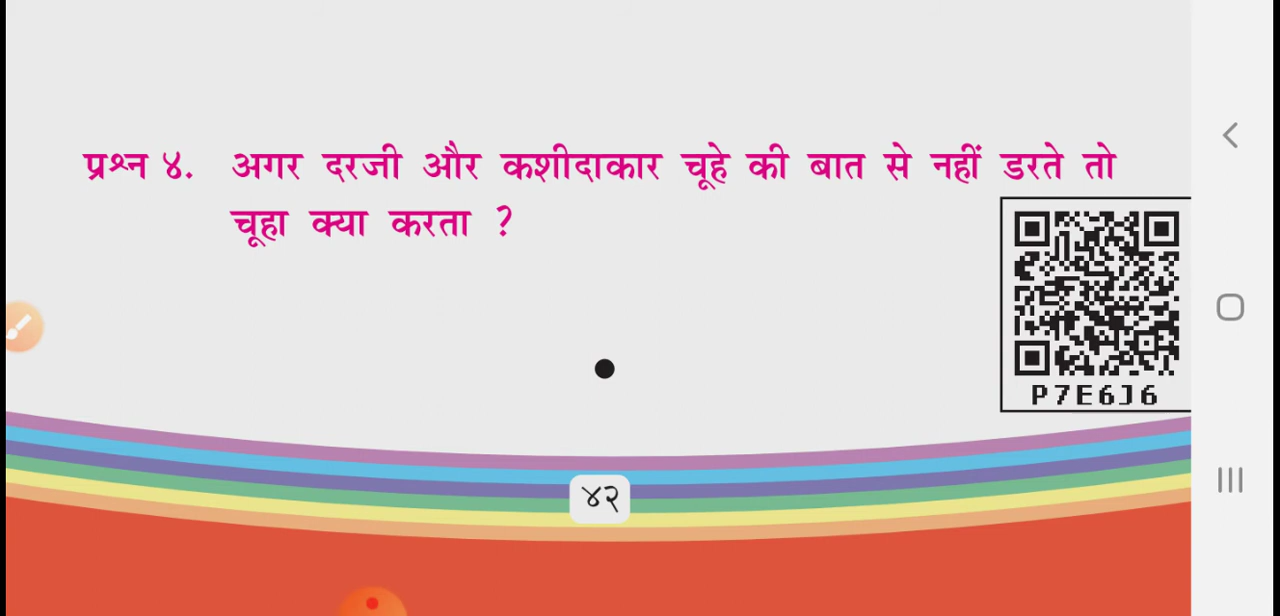 प्रश्न ४. अगर दरजी और कशीदाकार चूहे की बात से नहीं डरते तो
चूहा क्या करता ?
P7E6J6
४२